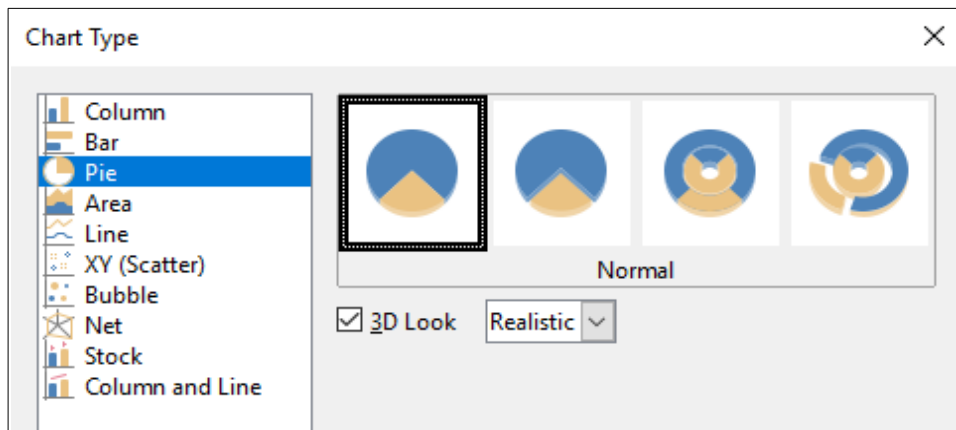 Chart Type
Column
Bar
Pie
Area
Line
XY (Scatter)
Bubble
Net
Stock
Column and Line
Normal
3D Look
Realistic